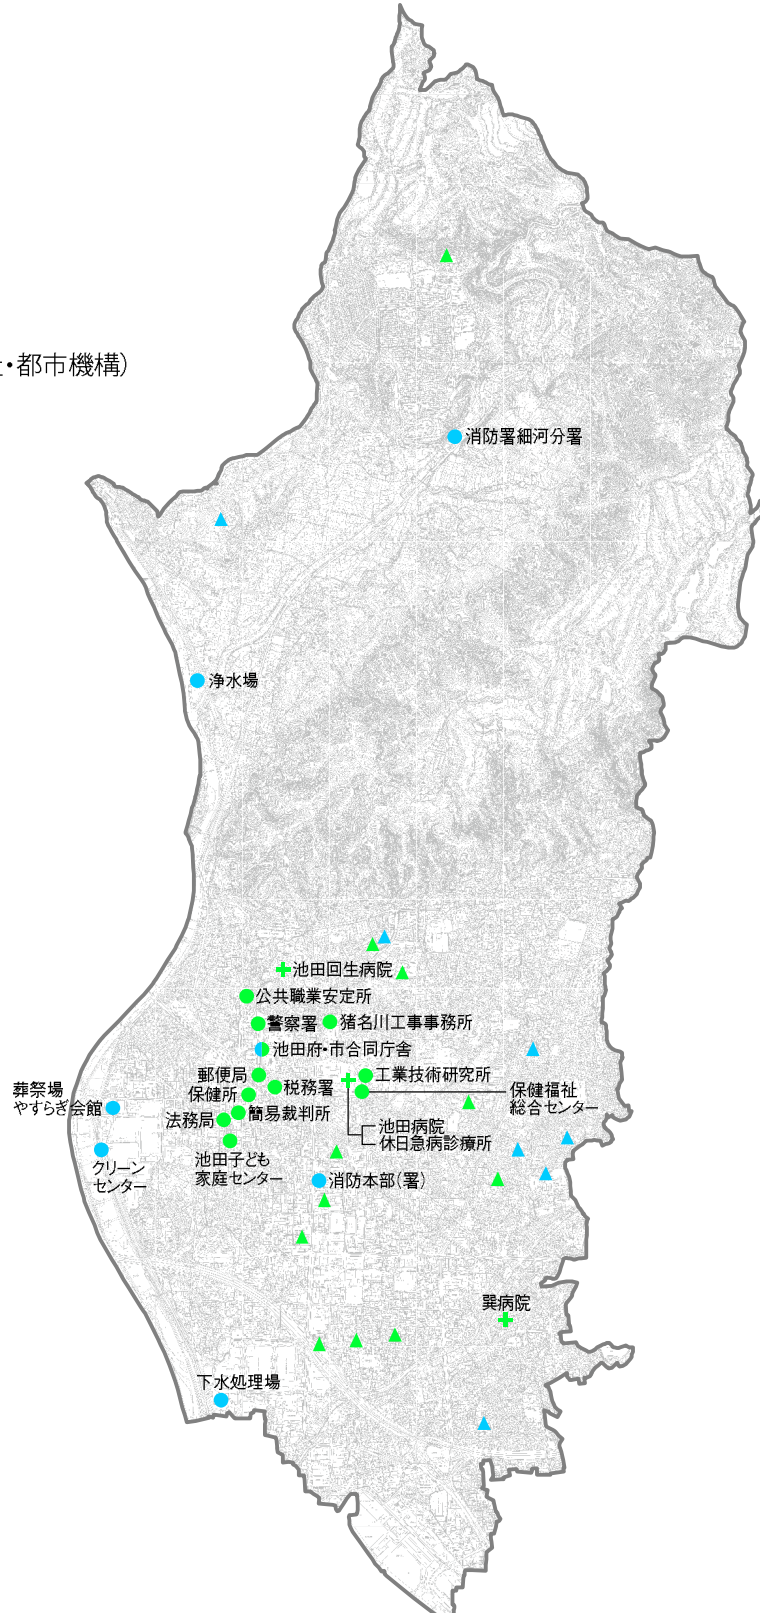 ・都市機構)
消防署細河分署
浄水場
池田回生病院
公共職業安定所
警察署
猪名川工事事務所
池田府・市合同庁舎
郵便局
工業技術研究所
保健所
税務署
保健福祉
総合センター
葬祭場
やすらぎ会館
法務局
簡易裁判所
池田病院
休日急病診療所
クリーン
センター
池田子ども
家庭センター
消防本部(署)
巽病院
下水処理場